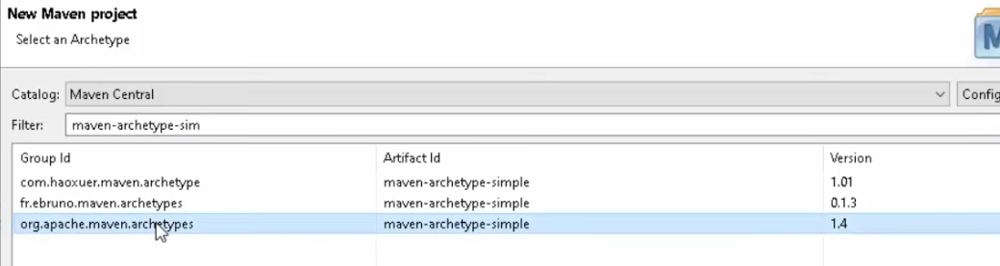 New Maven project
Select an Archetype
Catalog: Maven Central Config
Filter: maven-archetype-sim
Group Id Artifact Id Version
com.haoxuer.maven.archetype maven-archetype-simple 1.01
fr.ebruno.maven.archetypes maven-archetype-simple 0.1.3
org.apache.maven.archetypes maven-archetype-simple 1.4